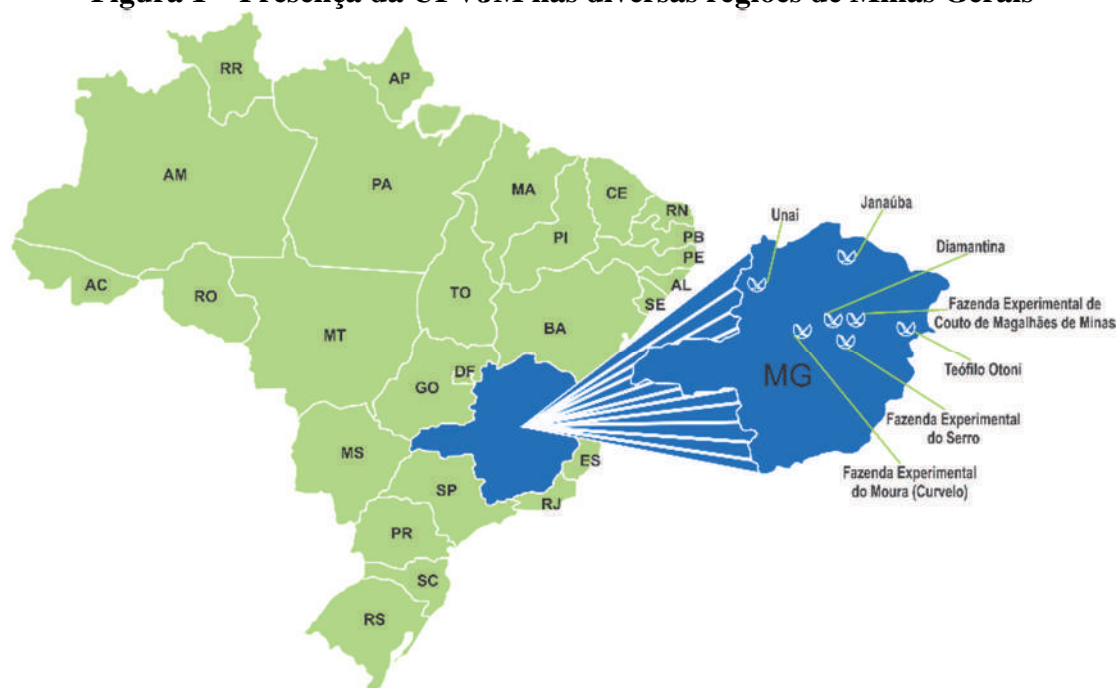 Figura 1 – Presença da UFVJM nas diversas regiões de Minas Gerais
RR
AP
AM
PA
MA
CE
RN
PI
PB
PE
AC
RO
TO
AL
SE
BA
MT
DF
GO
MS
ES
SP
RJ
PR
SC
RS
Unaí
Janaúba
Diamantina
Fazenda Experimental de
Couto de Magalhães de Minas
MG
Teófilo Otoni
Fazenda Experimental
do Serro
Fazenda Experimental
do Moura (Curvelo)